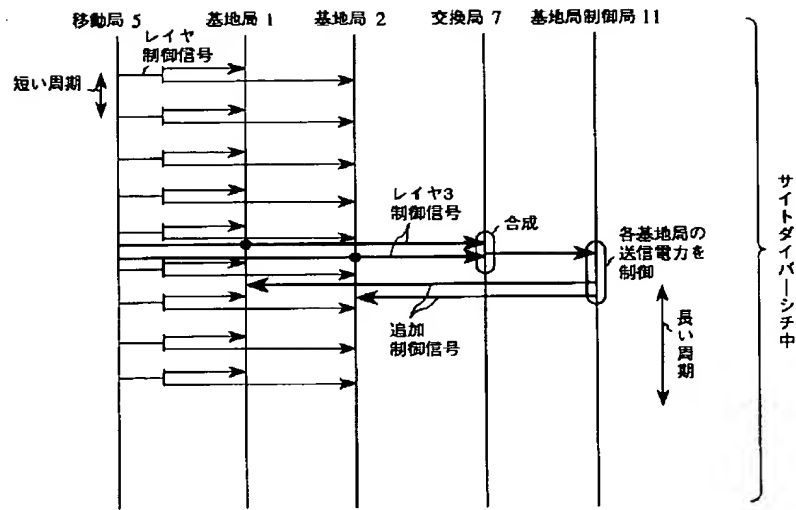 移動局 5
基地局 1
基地局 2
交換局 7
基地局制御局 11
レイヤ
制御信号
短い周期
レイヤ3
制御信号
合成
各基地局の
送信電力を
制御
追加
制御信号
長い周期
サイトダイバーシチ中